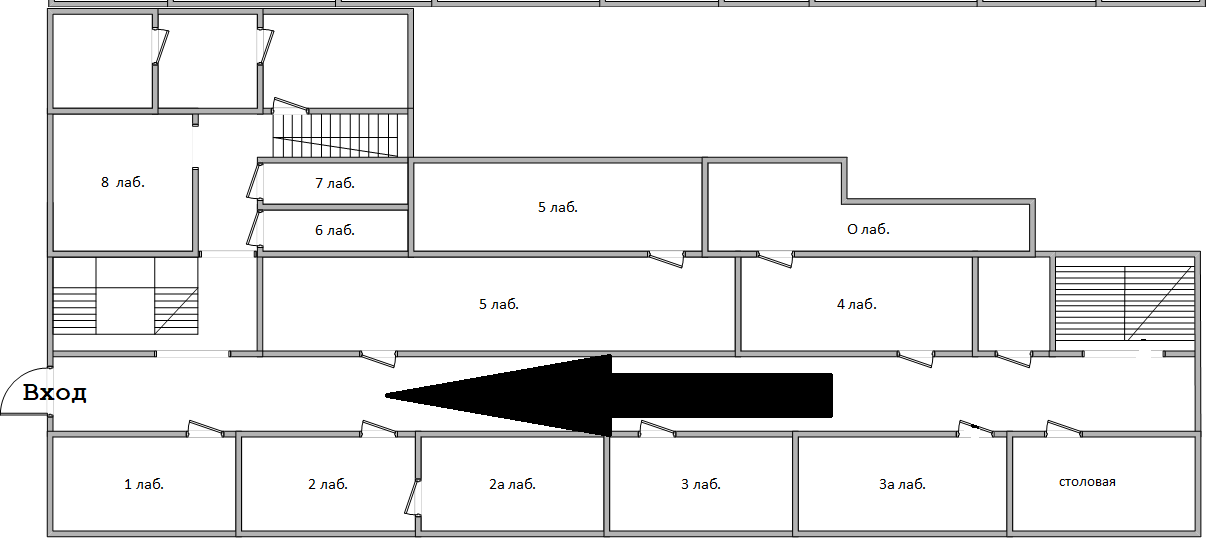 8 лаб.
7 лаб.
6 лаб.
5 лаб.
О лаб.
5 лаб.
4 лаб.
Вход
1 лаб.
2 лаб.
2а лаб.
3 лаб.
3а лаб.
столовая